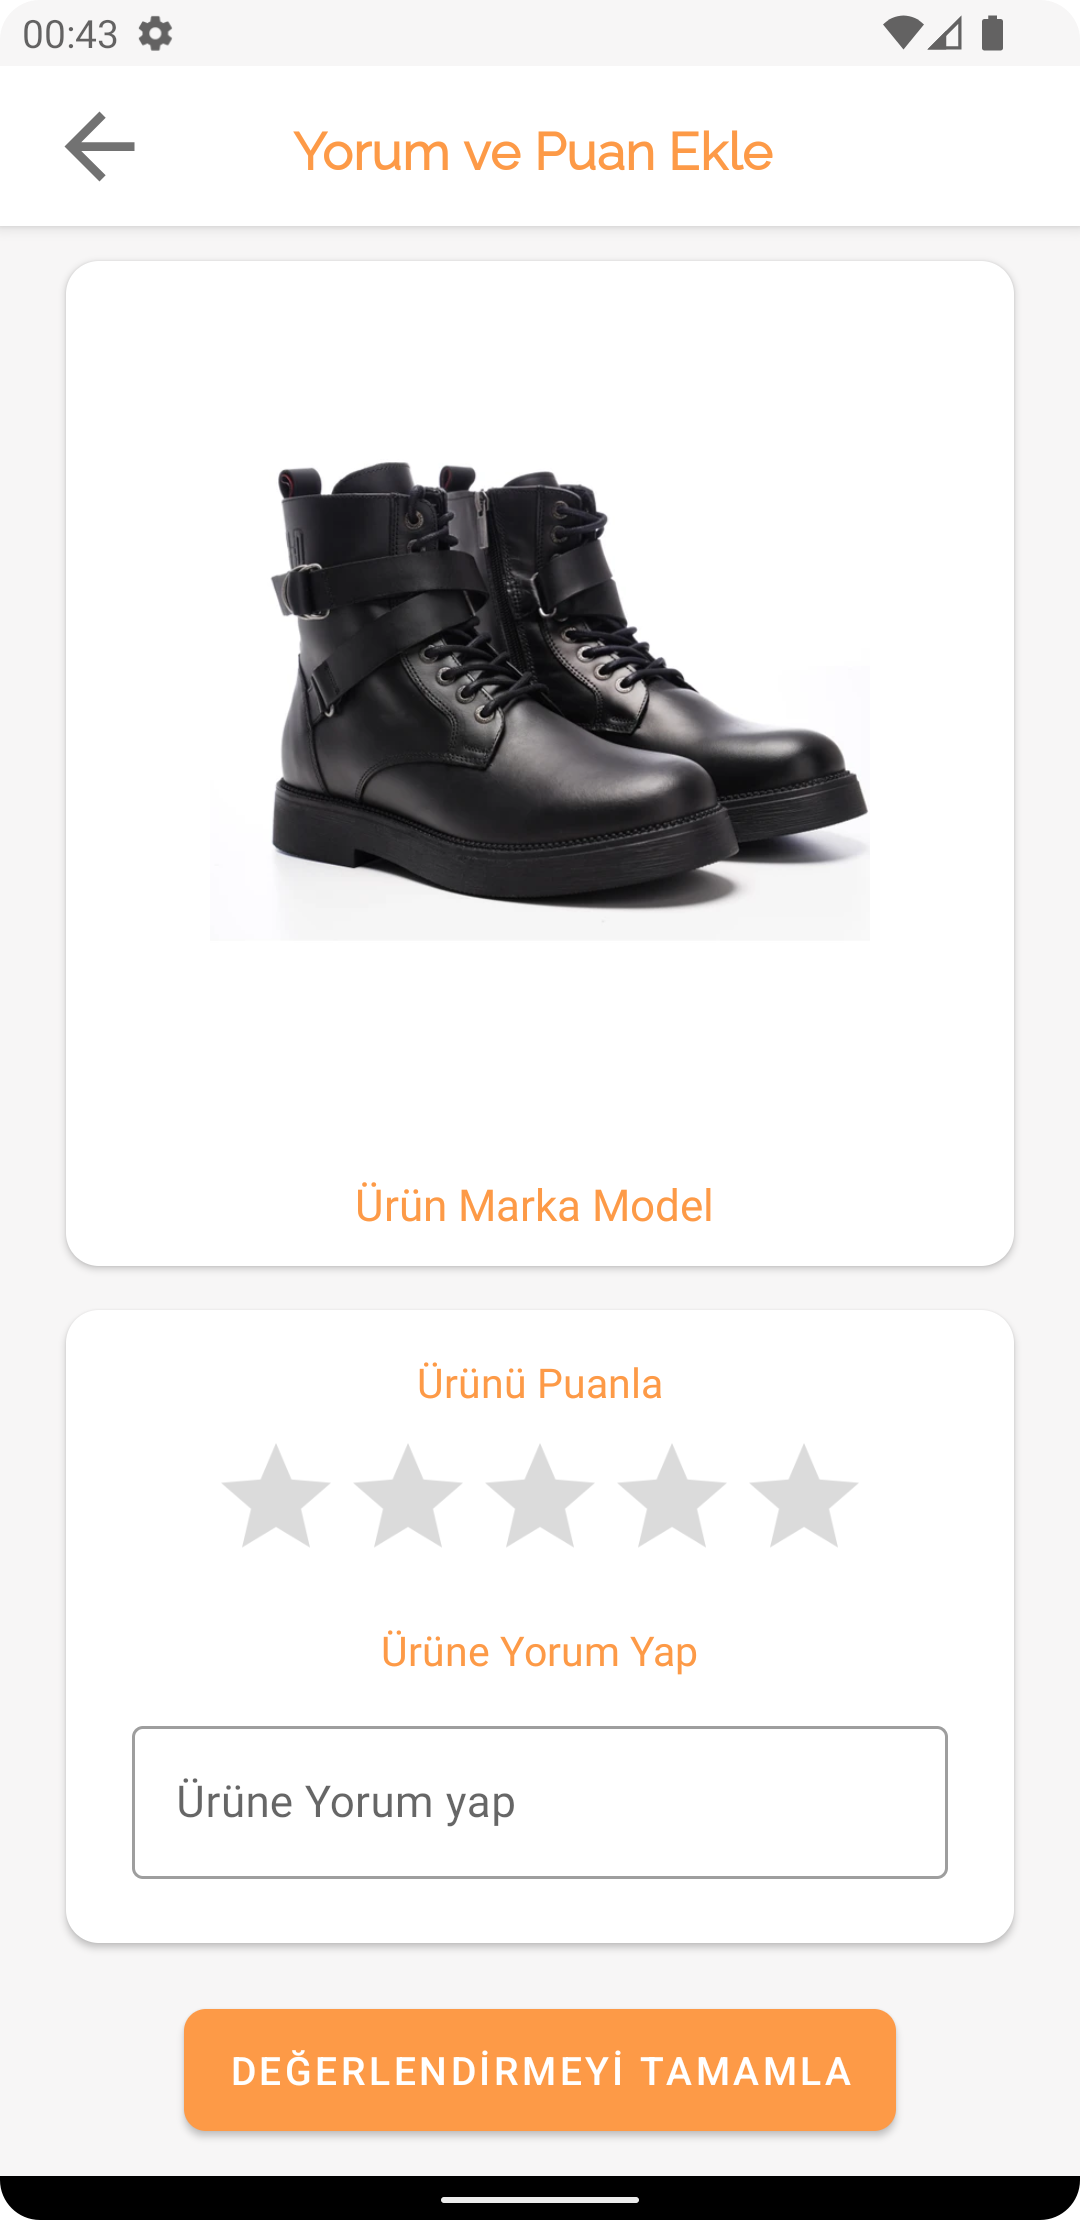 00:43
Yorum ve Puan Ekle
Ürün Marka Model
Ürünü Puanla
Ürüne Yorum Yap
Ürüne Yorum yap
DEĞERLENDİRMEYİ TAMAMLA